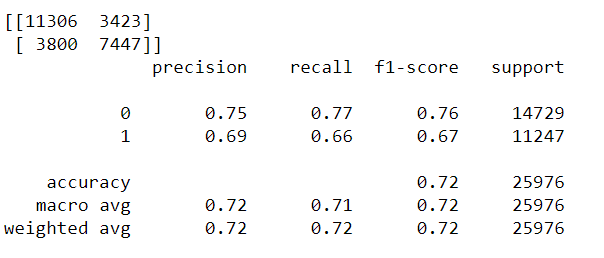 [[11306  3423]
 [ 3800  7447]]
              precision    recall  f1-score   support

           0       0.75      0.77      0.76     14729
           1       0.69      0.66      0.67     11247

    accuracy                           0.72     25976
   macro avg       0.72      0.71      0.72     25976
weighted avg       0.72      0.72      0.72     25976